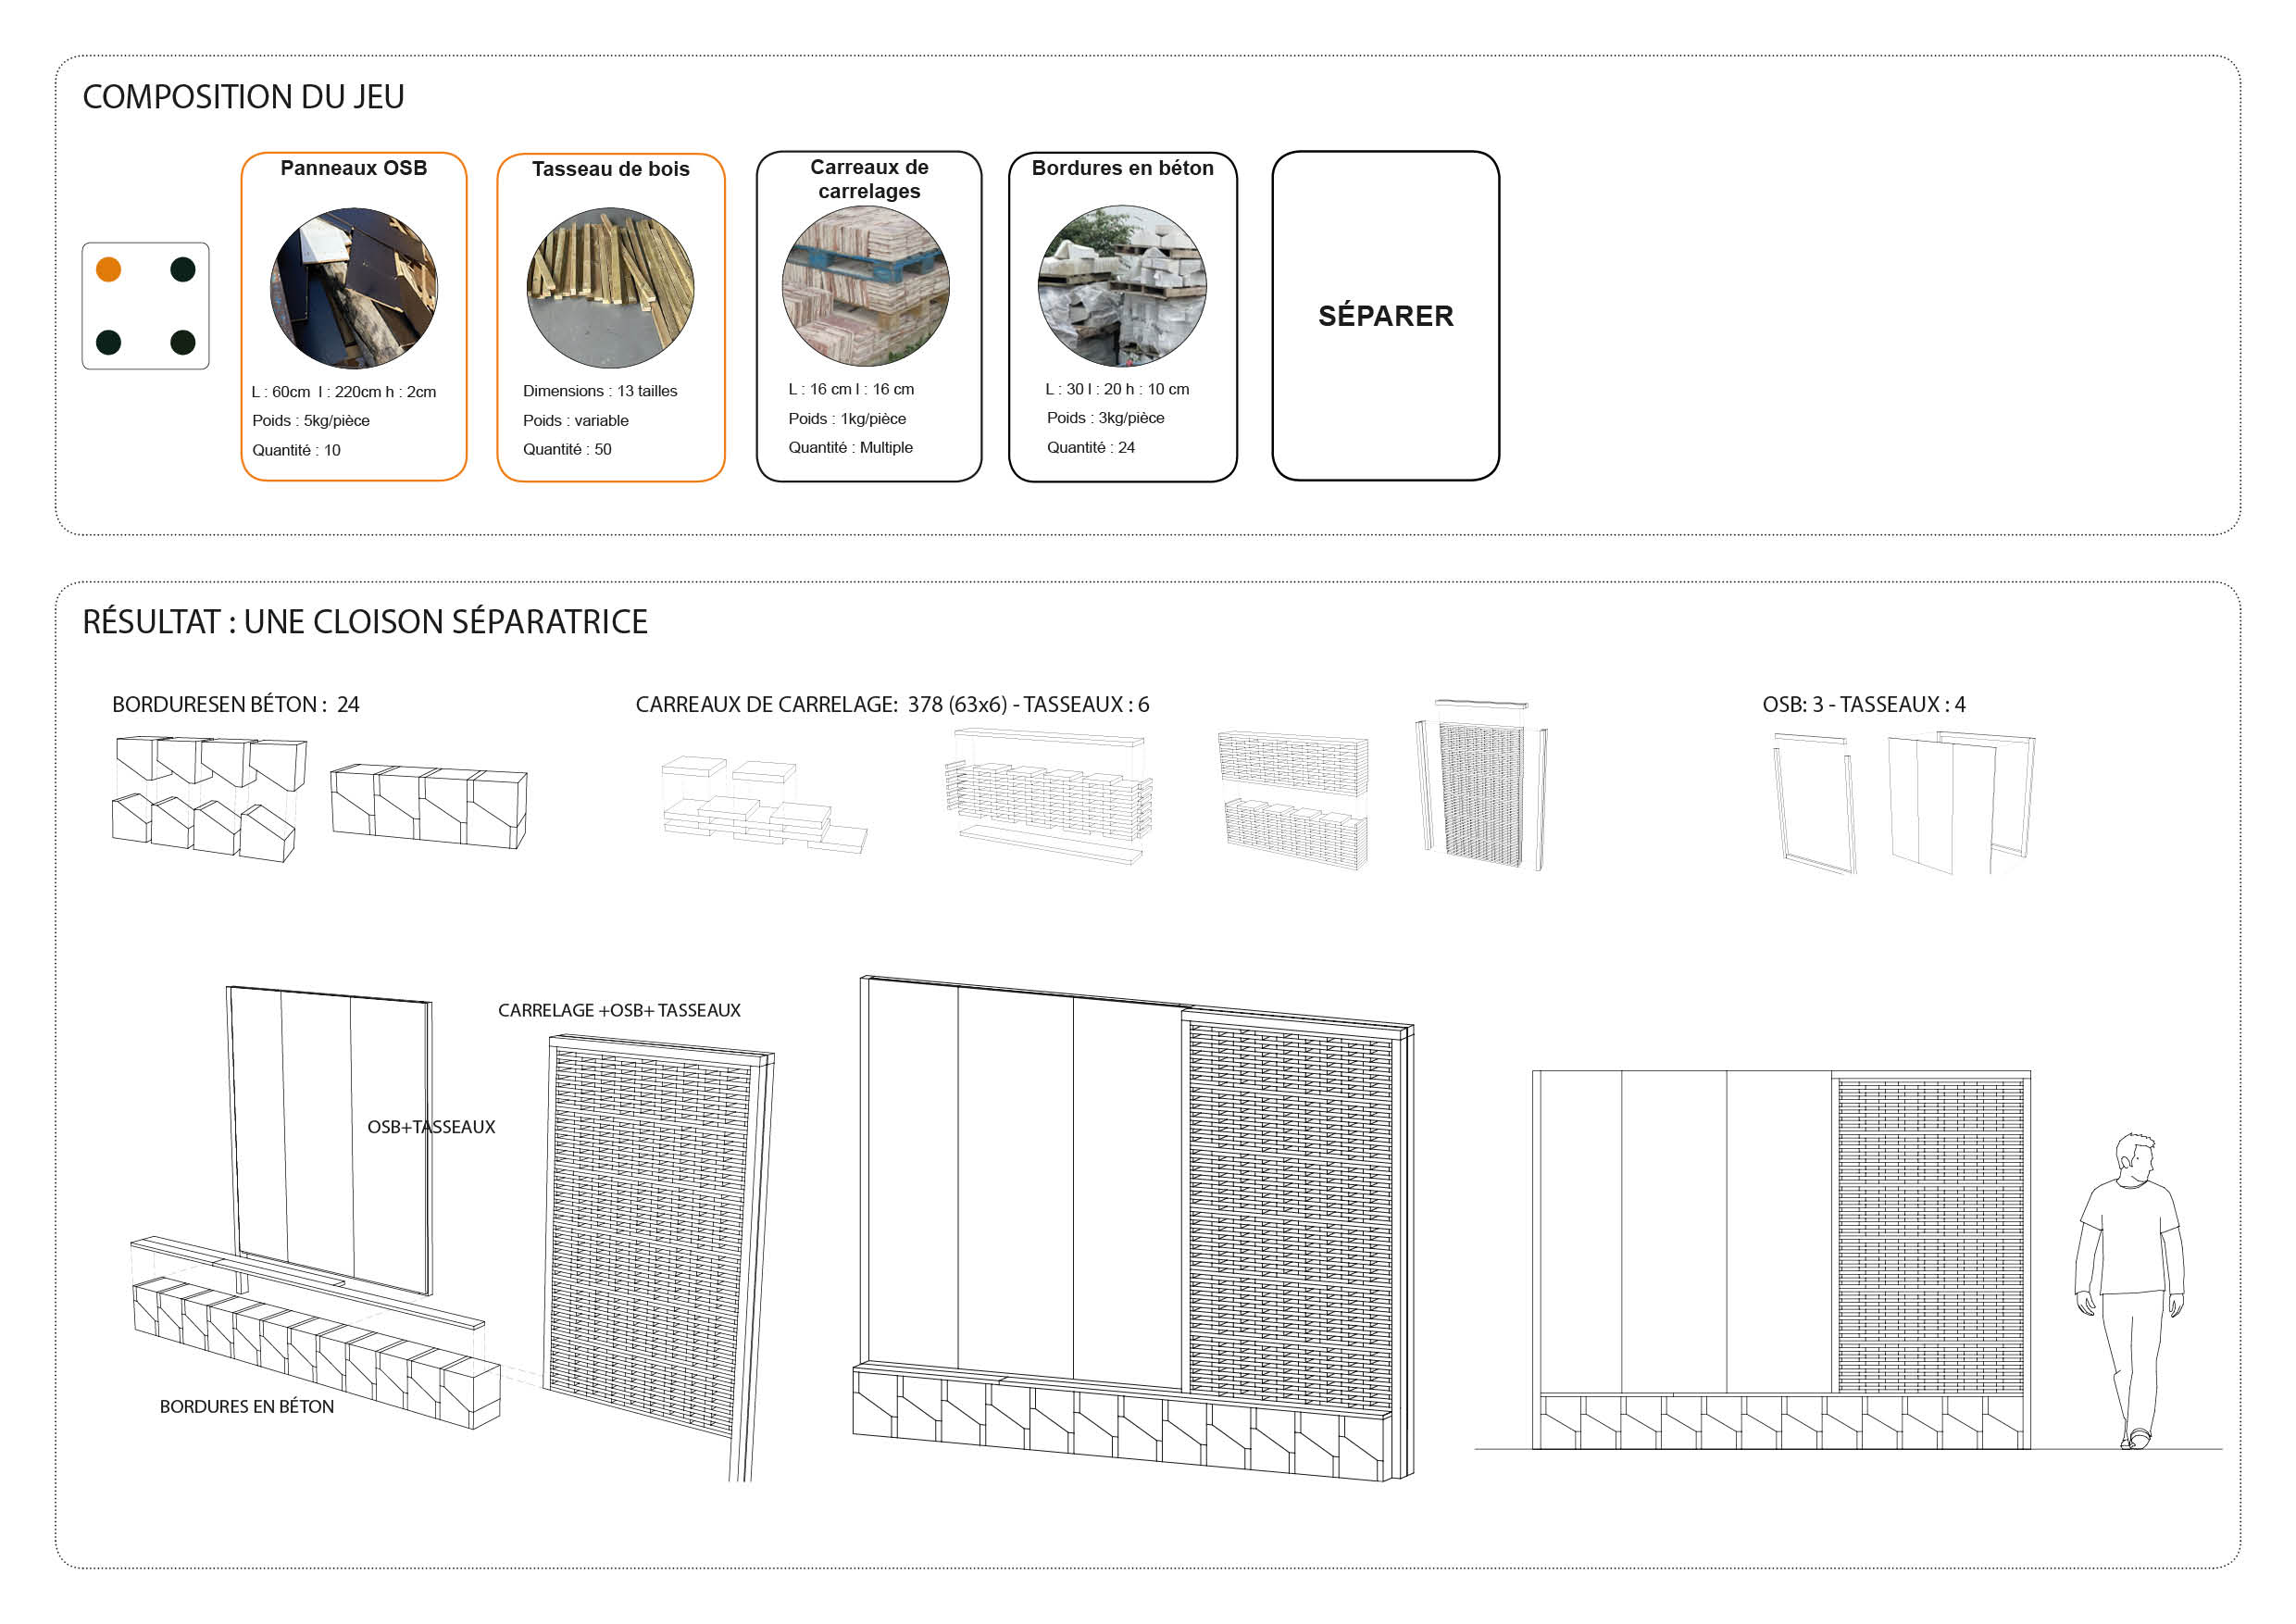 COMPOSITION DU JEU
Panneaux OSB
L : 60cm l : 220cm h : 2cm
Poids : 5kg/pièce
Quantité : 10
Tasseau de bois
Dimensions : 13 tailles
Poids : variable
Quantité : 50
Carreaux de
carrelages
L : 16 cm l : 16 cm
Poids : 1kg/pièce
Quantité : Multiple
Bordures en béton
L : 30 l : 20 h : 10 cm
Poids : 3kg/pièce
Quantité : 24
SÉPARER
RÉSULTAT : UNE CLOISON SÉPARATRICE
BORDURESEN BÉTON : 24
CARREAUX DE CARRELAGE: 378 (63x6) - TASSEAUX : 6
OSB: 3 - TASSEAUX : 4
CARRELAGE +OSB+ TASSEAUX
OSB+TASSEAUX
BORDURES EN BÉTON